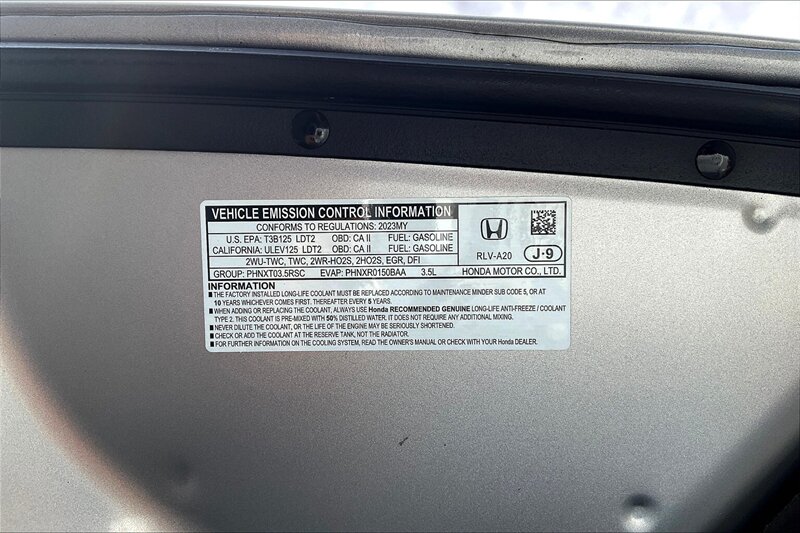 VEHICLE EMISSION CONTROL INFORMATION
CONFORMS TO REGULATIONS: 2023MY
U.S. EPA: T3B125 LDT2 OBD: CA II FUEL: GASOLINE
CALIFORNIA: ULEV125 LDT2 OBD: CA II FUEL: GASOLINE
2WU-TWC, TWC, 2WR-HO2S, 2HO2S, EGR, DFI
RLV-A20 J-9
GROUP: PHNXT03.5RSC EVAP: PHNXR0150BAA 3.5L HONDA MOTOR CO., LTD.
INFORMATION
■ THE FACTORY INSTALLED LONG-LIFE COOLANT MUST BE REPLACED ACCORDING TO MAINTENANCE MINDER SUB CODE 5, OR AT
10 YEARS WHICHEVER COMES FIRST. THEREAFTER EVERY 5 YEARS.
■ WHEN ADDING OR REPLACING THE COOLANT, ALWAYS USE Honda RECOMMENDED GENUINE LONG-LIFE ANTI-FREEZE / COOLANT
TYPE 2. THIS COOLANT IS PRE-MIXED WITH 50% DISTILLED WATER. IT DOES NOT REQUIRE ANY ADDITIONAL MIXING.
■ NEVER DILUTE THE COOLANT, OR THE LIFE OF THE ENGINE MAY BE SERIOUSLY SHORTENED.
■ CHECK OR ADD THE COOLANT AT THE RESERVE TANK, NOT THE RADIATOR.
■ FOR FURTHER INFORMATION ON THE COOLING SYSTEM, READ THE OWNER'S MANUAL OR CHECK WITH YOUR Honda DEALER.